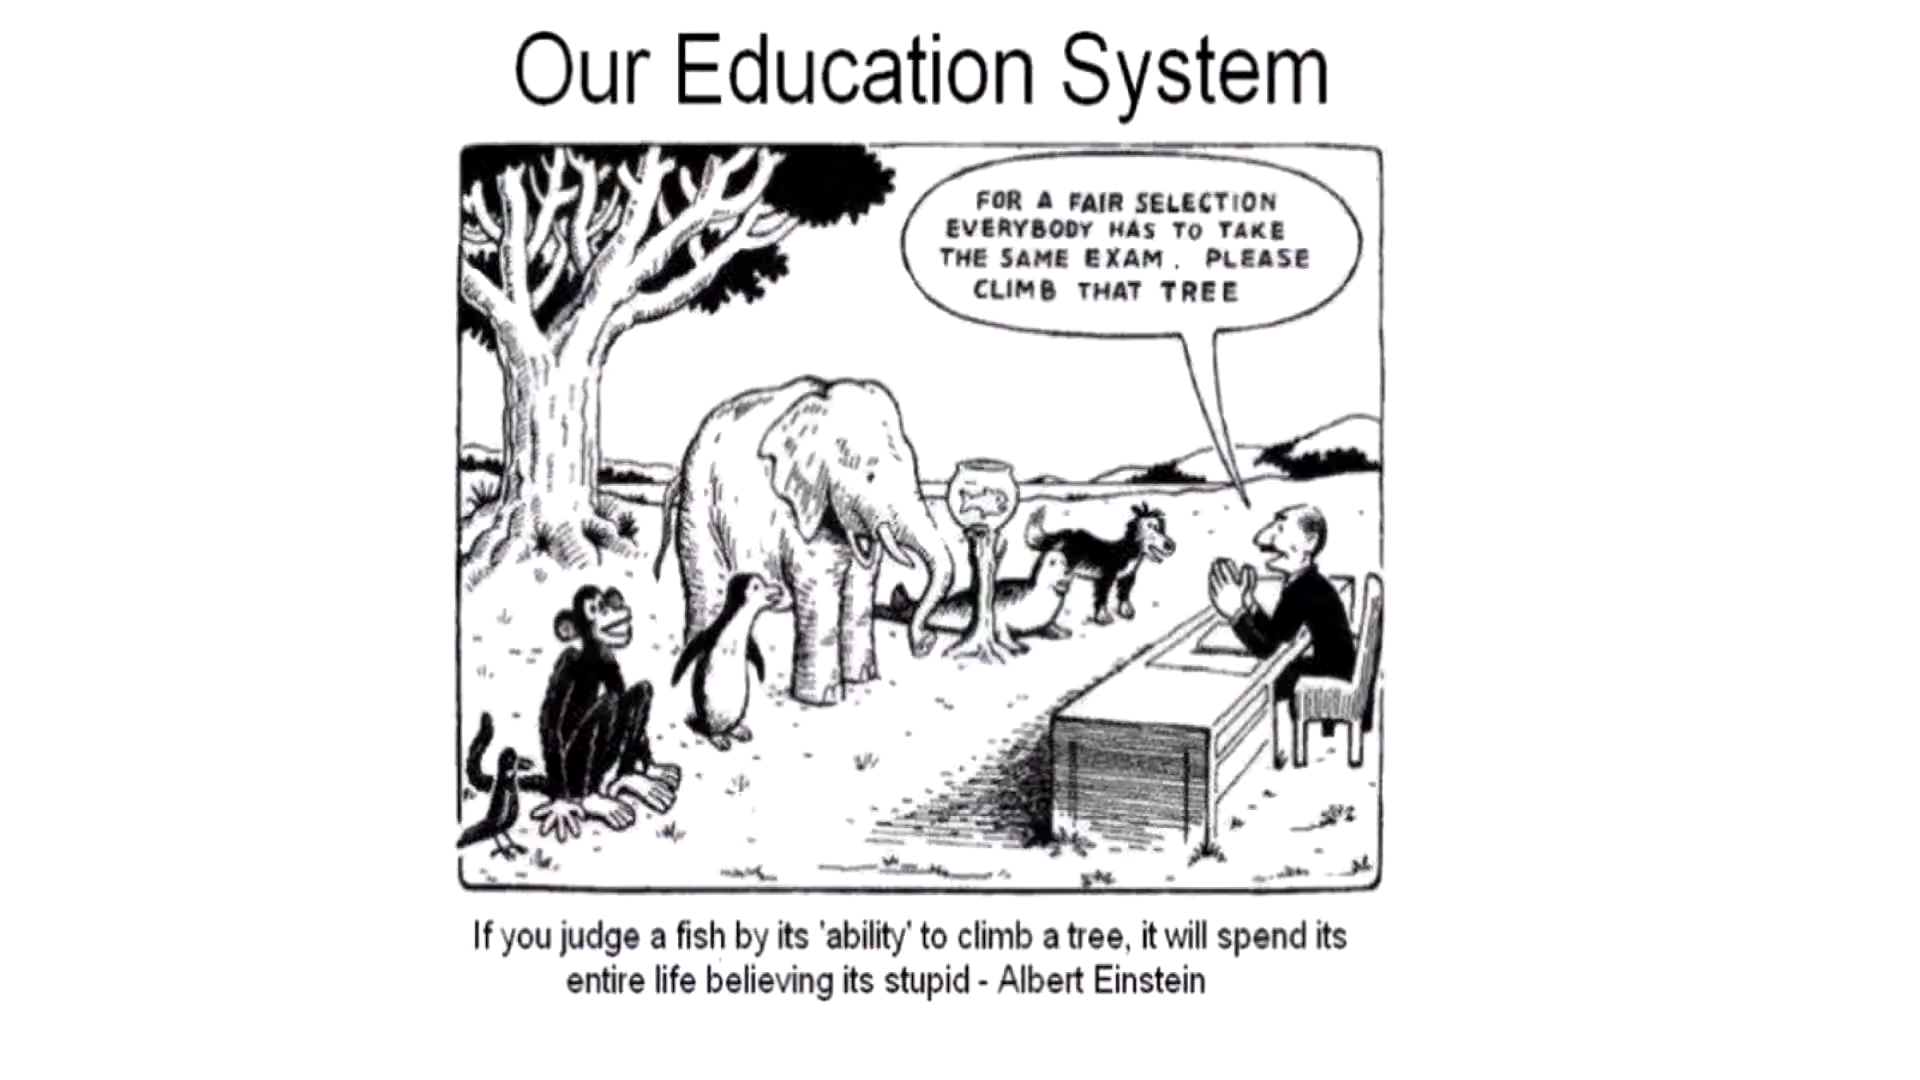 Our Education System
FOR A FAIR SELECTION
EVERYBODY HAS TO TAKE
THE SAME EXAM. PLEASE
CLIMB THAT TREE
If you judge a fish by its 'ability' to climb a tree, it will spend its
entire life believing its stupid - Albert Einstein